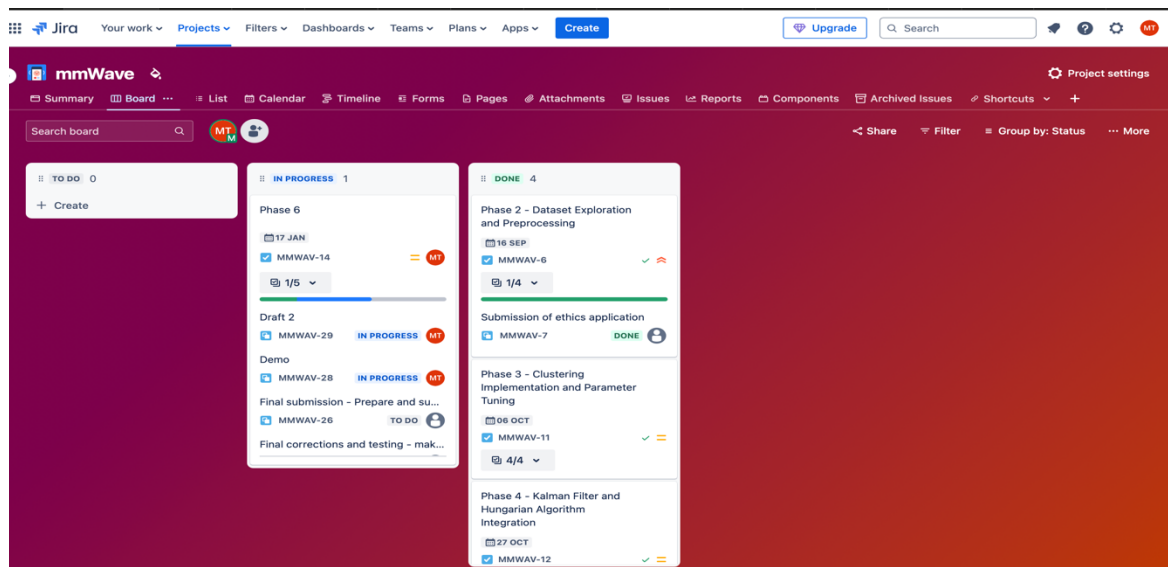 Jira Your work Projects Filters Dashboards Teams Plans Apps Create Upgrade Search MT
mmWave Project settings
Summary Board List Calendar Timeline Forms Pages Attachments Issues Reports Components Archived Issues Shortcuts
Search board MT M Share Filter Group by: Status More
TO DO 0
+ Create
IN PROGRESS 1
Phase 6
17 JAN
MMWAV-14 MT
1/5
Draft 2
MMWAV-29 IN PROGRESS MT
Demo
MMWAV-28 IN PROGRESS MT
Final submission - Prepare and su...
MMWAV-26 TO DO
Final corrections and testing - mak...
DONE 4
Phase 2 - Dataset Exploration
and Preprocessing
16 SEP
MMWAV-6
1/4
Submission of ethics application
MMWAV-7 DONE
Phase 3 - Clustering
Implementation and Parameter
Tuning
06 OCT
MMWAV-11
4/4
Phase 4 - Kalman Filter and
Hungarian Algorithm
Integration
27 OCT
MMWAV-12